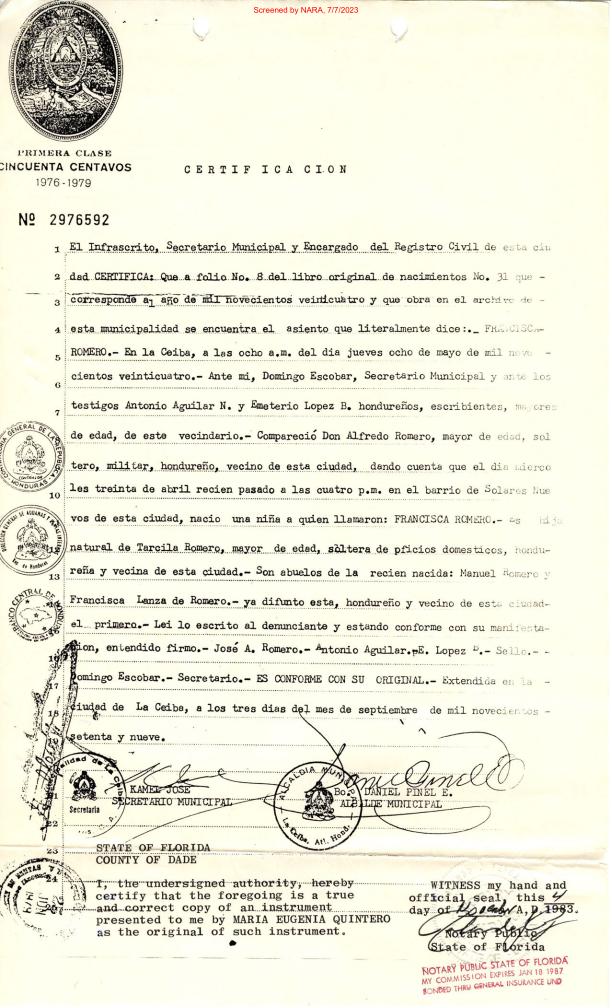 Screened by NARA, 7/7/2023
PRIMERA CLASE
CINCUENTA CENTAVOS
1976-1979
CERTIFICACION
Nº 2976592
1 El Infrascrito, Secretario Municipal y Encargado del Registro Civil de esta ciu
2 dad CERTIFICA: Que a folio No. 8 del libro original de nacimientos No. 31 que -
3 corresponde al año de mil novecientos veinticuatro y que obra en el archivo de-
4 esta municipalidad se encuentra el asiento que literalmente dice:.- FRANCISCA-
5 ROMERO.- En la Ceiba, a las ocho a.m. del dia jueves ocho de mayo de mil nove -
6 cientos veinticuatro.- Ante mi, Domingo Escobar, Secretario Municipal y ante los
7 testigos Antonio Aguilar N. y Emeterio Lopez B. hondureños, escribientes, mayores
de edad, de este vecindario.- Compareció Don Alfredo Romero, mayor de edad, sol
tero, militar, hondureño, vecino de esta ciudad, dando cuenta que el dia mierco
10 les treinta de abril recien pasado a las cuatro p.m. en el barrio de Solares Nue
vos de esta ciudad, nacio una niña a quien llamaron: FRANCISCA ROMERO.- es hija
natural de Tarcila Romero, mayor de edad, soltera de pficios domesticos, hondu-
13 reña y vecina de esta ciudad.- Son abuelos de la recien nacida: Manuel Romero y
Francisca Lanza de Romero.- ya difunto esta, hondureño y vecino de esta ciudad-
el primero.- Lei lo escrito al denunciante y estando conforme con su manifesta-
16 cion, entendido firmo.- José A. Romero.- Antonio Aguilar.- E. Lopez B.- Sello.- -
17 Domingo Escobar.- Secretario.- ES CONFORME CON SU ORIGINAL.- Extendida en la
18 ciudad de La Ceiba, a los tres dias del mes de septiembre de mil novecientos -
setenta y nueve.
KAMEL JOSE
SECRETARIO MUNICIPAL
Secretaria
Bo. DANIEL PINEL E.
ALCALDE MUNICIPAL
ALCALDIA MUNICIPAL
La Ceiba, Atl. Hond.
22
23 STATE OF FLORIDA
COUNTY OF DADE
24 I, the undersigned authority, hereby
certify that the foregoing is a true
and correct copy of an instrument
presented to me by MARIA EUGENIA QUINTERO
as the original of such instrument.
WITNESS my hand and
official seal, this 4
day of A.D. 1983.
Notary Public
State of Florida
NOTARY PUBLIC STATE OF FLORIDA
MY COMMISSION EXPIRES JAN 18 1987
BONDED THRU GENERAL INSURANCE UND